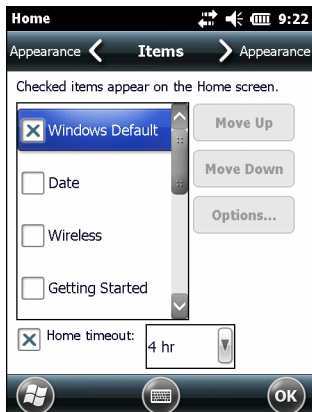 Home 9:22
Appearance Items Appearance
Checked items appear on the Home screen.
Windows Default
Move Up
Date
Move Down
Wireless
Options...
Getting Started
Home timeout:
4 hr
OK